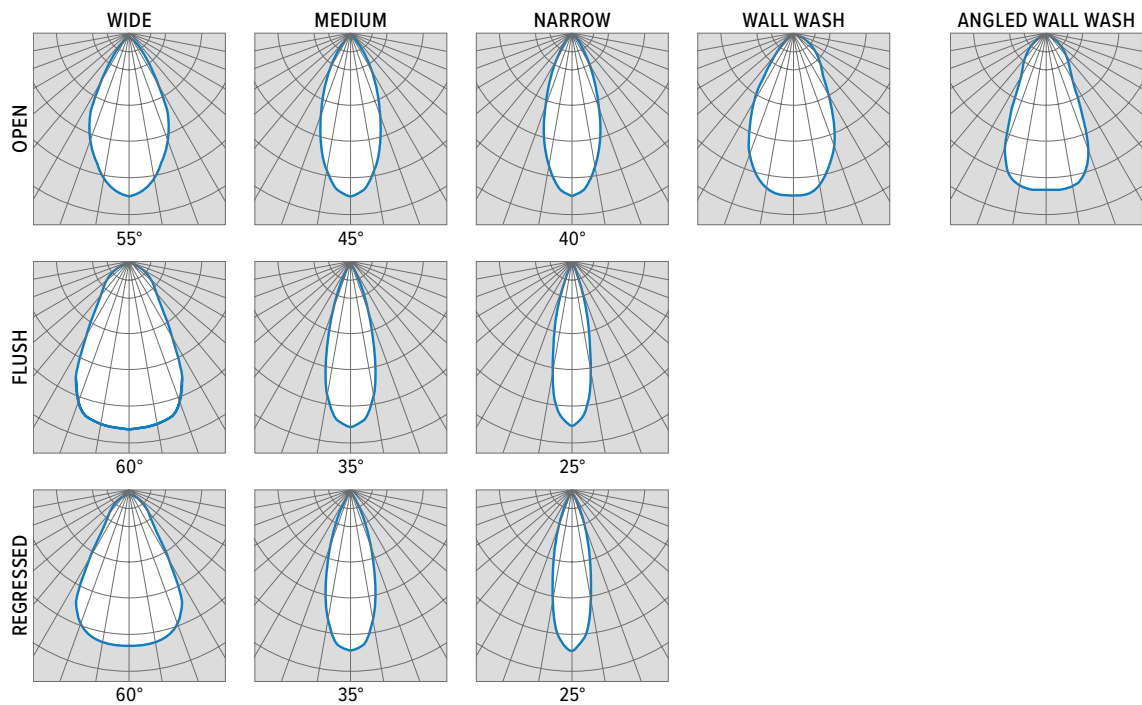 WIDE MEDIUM NARROW WALL WASH ANGLED WALL WASH
OPEN
55° 45° 40°
FLUSH
60° 35° 25°
REGRESSED
60° 35° 25°